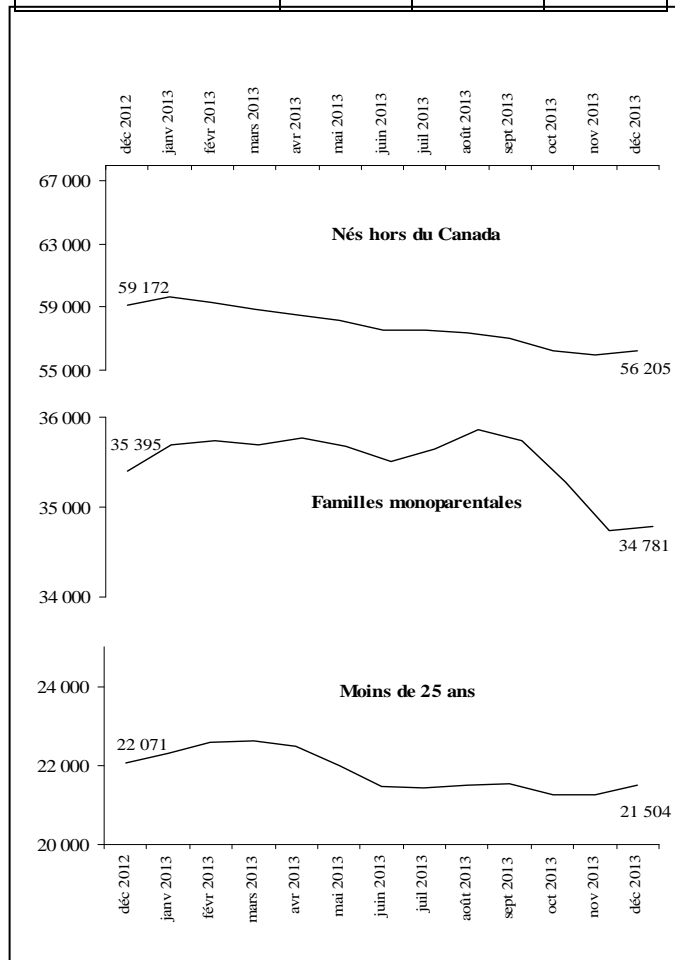 déc 2012
janv 2013
févr 2013
mars 2013
avr 2013
mai 2013
juin 2013
juil 2013
août 2013
sept 2013
oct 2013
nov 2013
déc 2013
67 000
63 000
Nés hors du Canada
59 172
59 000
55 000
56 205
36 000
35 395
35 000
Familles monoparentales
34 781
34 000
24 000
Moins de 25 ans
22 071
22 000
21 504
20 000
déc 2012
janv 2013
févr 2013
mars 2013
avr 2013
mai 2013
juin 2013
juil 2013
août 2013
sept 2013
oct 2013
nov 2013
déc 2013